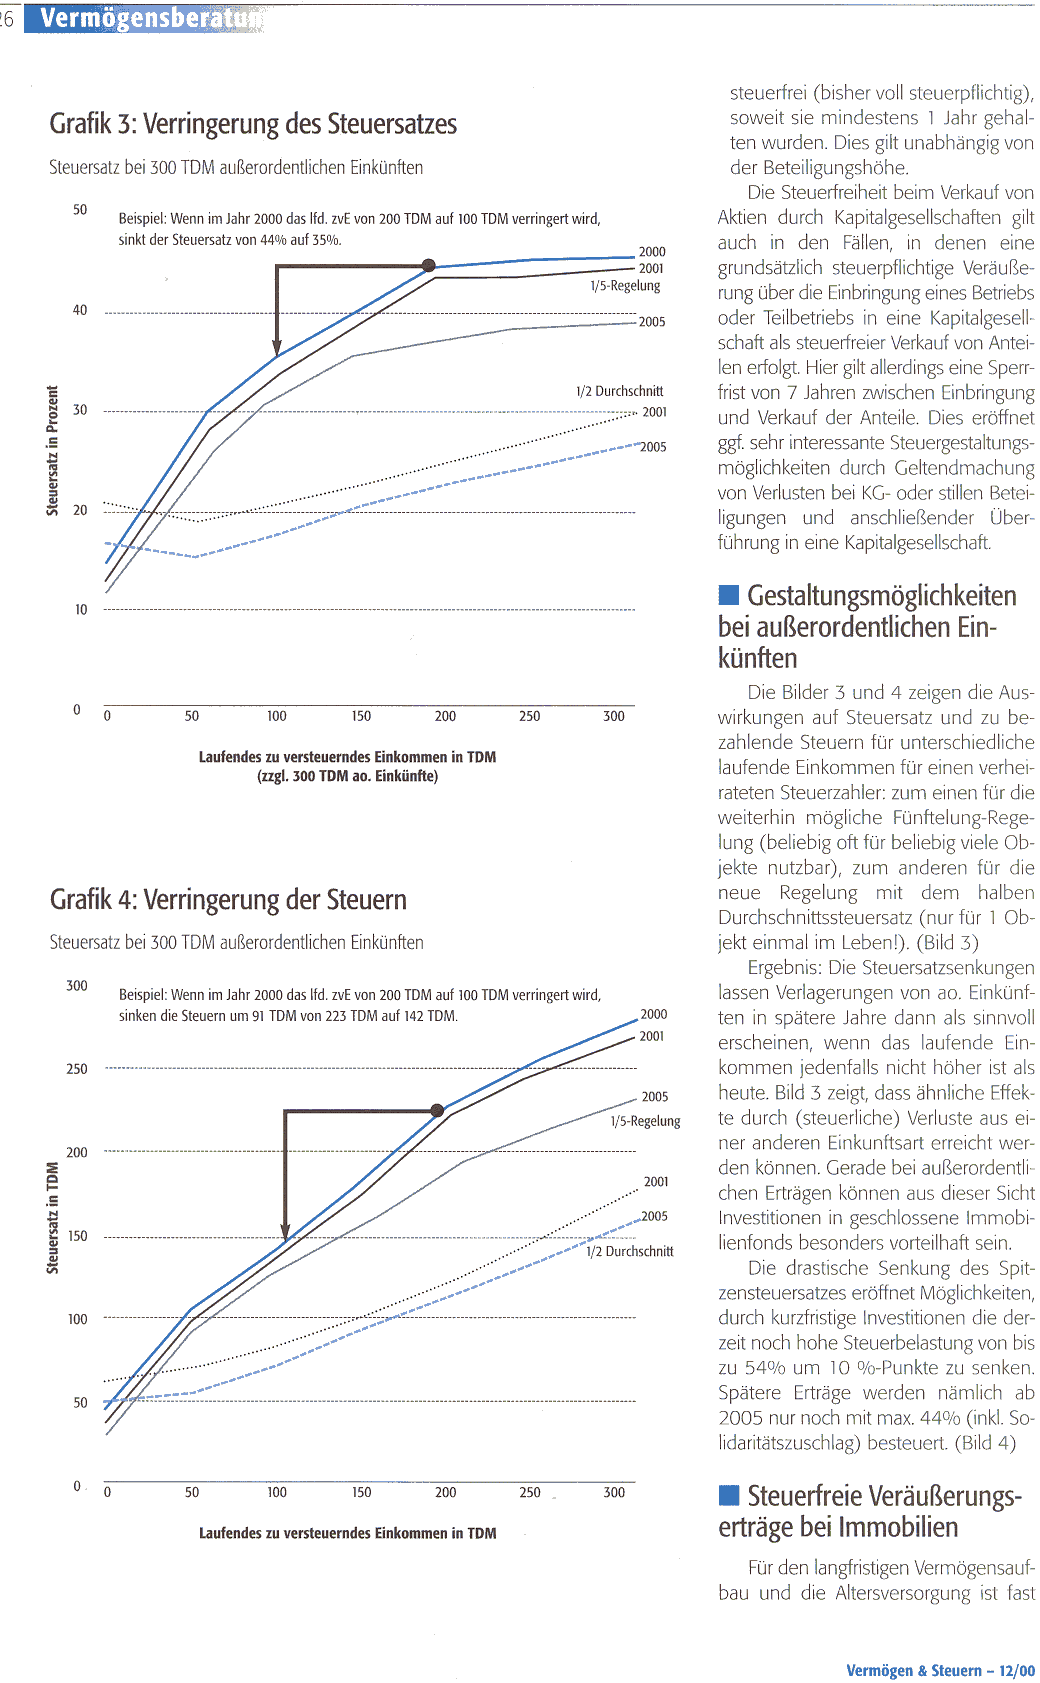 26 Vermögensberatung
Grafik 3: Verringerung des Steuersatzes
Steuersatz bei 300 TDM außerordentlichen Einkünften
50
Beispiel: Wenn im Jahr 2000 das lfd. zvE von 200 TDM auf 100 TDM verringert wird,
sinkt der Steuersatz von 44% auf 35%.
2000
2001
1/5-Regelung
40
2005
1/2 Durchschnitt
30
2001
2005
20
10
0
Steuersatz in Prozent
0 50 100 150 200 250 300
Laufendes zu versteuerndes Einkommen in TDM
(zzgl. 300 TDM ao. Einkünfte)
Grafik 4: Verringerung der Steuern
Steuersatz bei 300 TDM außerordentlichen Einkünften
300
Beispiel: Wenn im Jahr 2000 das lfd. zvE von 200 TDM auf 100 TDM verringert wird,
sinken die Steuern um 91 TDM von 223 TDM auf 142 TDM.
2000
2001
250
2005
1/5-Regelung
200
2001
2005
150
1/2 Durchschnitt
100
50
0
Steuersatz in TDM
0 50 100 150 200 250 300
Laufendes zu versteuerndes Einkommen in TDM
steuerfrei (bisher voll steuerpflichtig),
soweit sie mindestens 1 Jahr gehal-
ten wurden. Dies gilt unabhängig von
der Beteiligungshöhe.
Die Steuerfreiheit beim Verkauf von
Aktien durch Kapitalgesellschaften gilt
auch in den Fällen, in denen eine
grundsätzlich steuerpflichtige Veräuße-
rung über die Einbringung eines Betriebs
oder Teilbetriebs in eine Kapitalgesell-
schaft als steuerfreier Verkauf von Antei-
len erfolgt. Hier gilt allerdings eine Sperr-
frist von 7 Jahren zwischen Einbringung
und Verkauf der Anteile. Dies eröffnet
ggf. sehr interessante Steuergestaltungs-
möglichkeiten durch Geltendmachung
von Verlusten bei KG- oder stillen Betei-
ligungen und anschließender Über-
führung in eine Kapitalgesellschaft.
Gestaltungsmöglichkeiten
bei außerordentlichen Ein-
künften
Die Bilder 3 und 4 zeigen die Aus-
wirkungen auf Steuersatz und zu be-
zahlende Steuern für unterschiedliche
laufende Einkommen für einen verhei-
rateten Steuerzahler: zum einen für die
weiterhin mögliche Fünftelung-Rege-
lung (beliebig oft für beliebig viele Ob-
jekte nutzbar), zum anderen für die
neue Regelung mit dem halben
Durchschnittssteuersatz (nur für 1 Ob-
jekt einmal im Leben!). (Bild 3)
Ergebnis: Die Steuersatzsenkungen
lassen Verlagerungen von ao. Einkünf-
ten in spätere Jahre dann als sinnvoll
erscheinen, wenn das laufende Ein-
kommen jedenfalls nicht höher ist als
heute. Bild 3 zeigt, dass ähnliche Effek-
te durch (steuerliche) Verluste aus ei-
ner anderen Einkunftsart erreicht wer-
den können. Gerade bei außerordentli-
chen Erträgen können aus dieser Sicht
Investitionen in geschlossene Immobi-
lienfonds besonders vorteilhaft sein.
Die drastische Senkung des Spit-
zensteuersatzes eröffnet Möglichkeiten,
durch kurzfristige Investitionen die der-
zeit noch hohe Steuerbelastung von bis
zu 54% um 10 %-Punkte zu senken.
Spätere Erträge werden nämlich ab
2005 nur noch mit max. 44% (inkl. So-
lidaritätszuschlag) besteuert. (Bild 4)
Steuerfreie Veräußerungs-
erträge bei Immobilien
Für den langfristigen Vermögensauf-
bau und die Altersversorgung ist fast
Vermögen & Steuern – 12/00